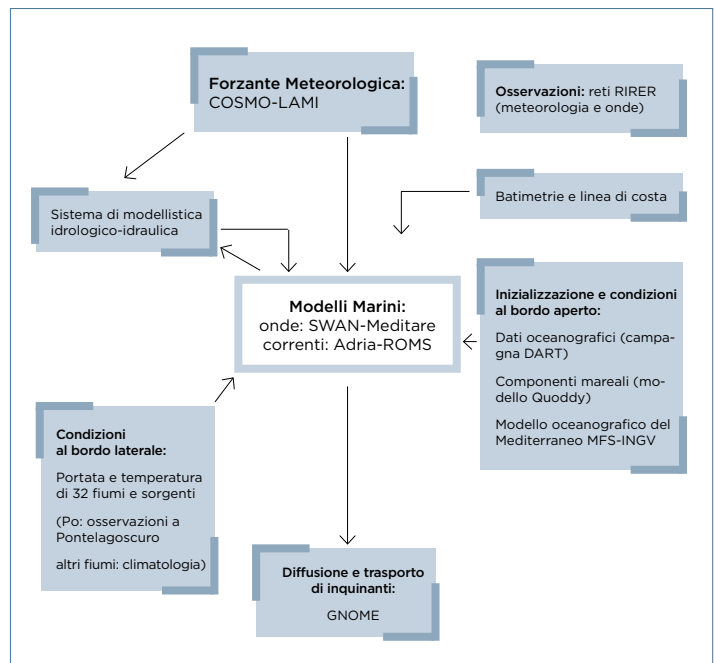 Forzante Meteorologica:
COSMO-LAMI
Osservazioni: reti RIRER
(meteorologia e onde)
Sistema di modellistica
idrologico-idraulica
Batimetrie e linea di costa
Modelli Marini:
onde: SWAN-Meditare
correnti: Adria-ROMS
Inizializzazione e condizioni
al bordo aperto:
Dati oceanografici (campa-
gna DART)
Componenti mareali (mo-
dello Quoddy)
Modello oceanografico del
Mediterraneo MFS-INGV
Condizioni
al bordo laterale:
Portata e temperatura
di 32 fiumi e sorgenti
(Po: osservazioni a
Pontelagoscuro
altri fiumi: climatologia)
Diffusione e trasporto
di inquinanti:
GNOME